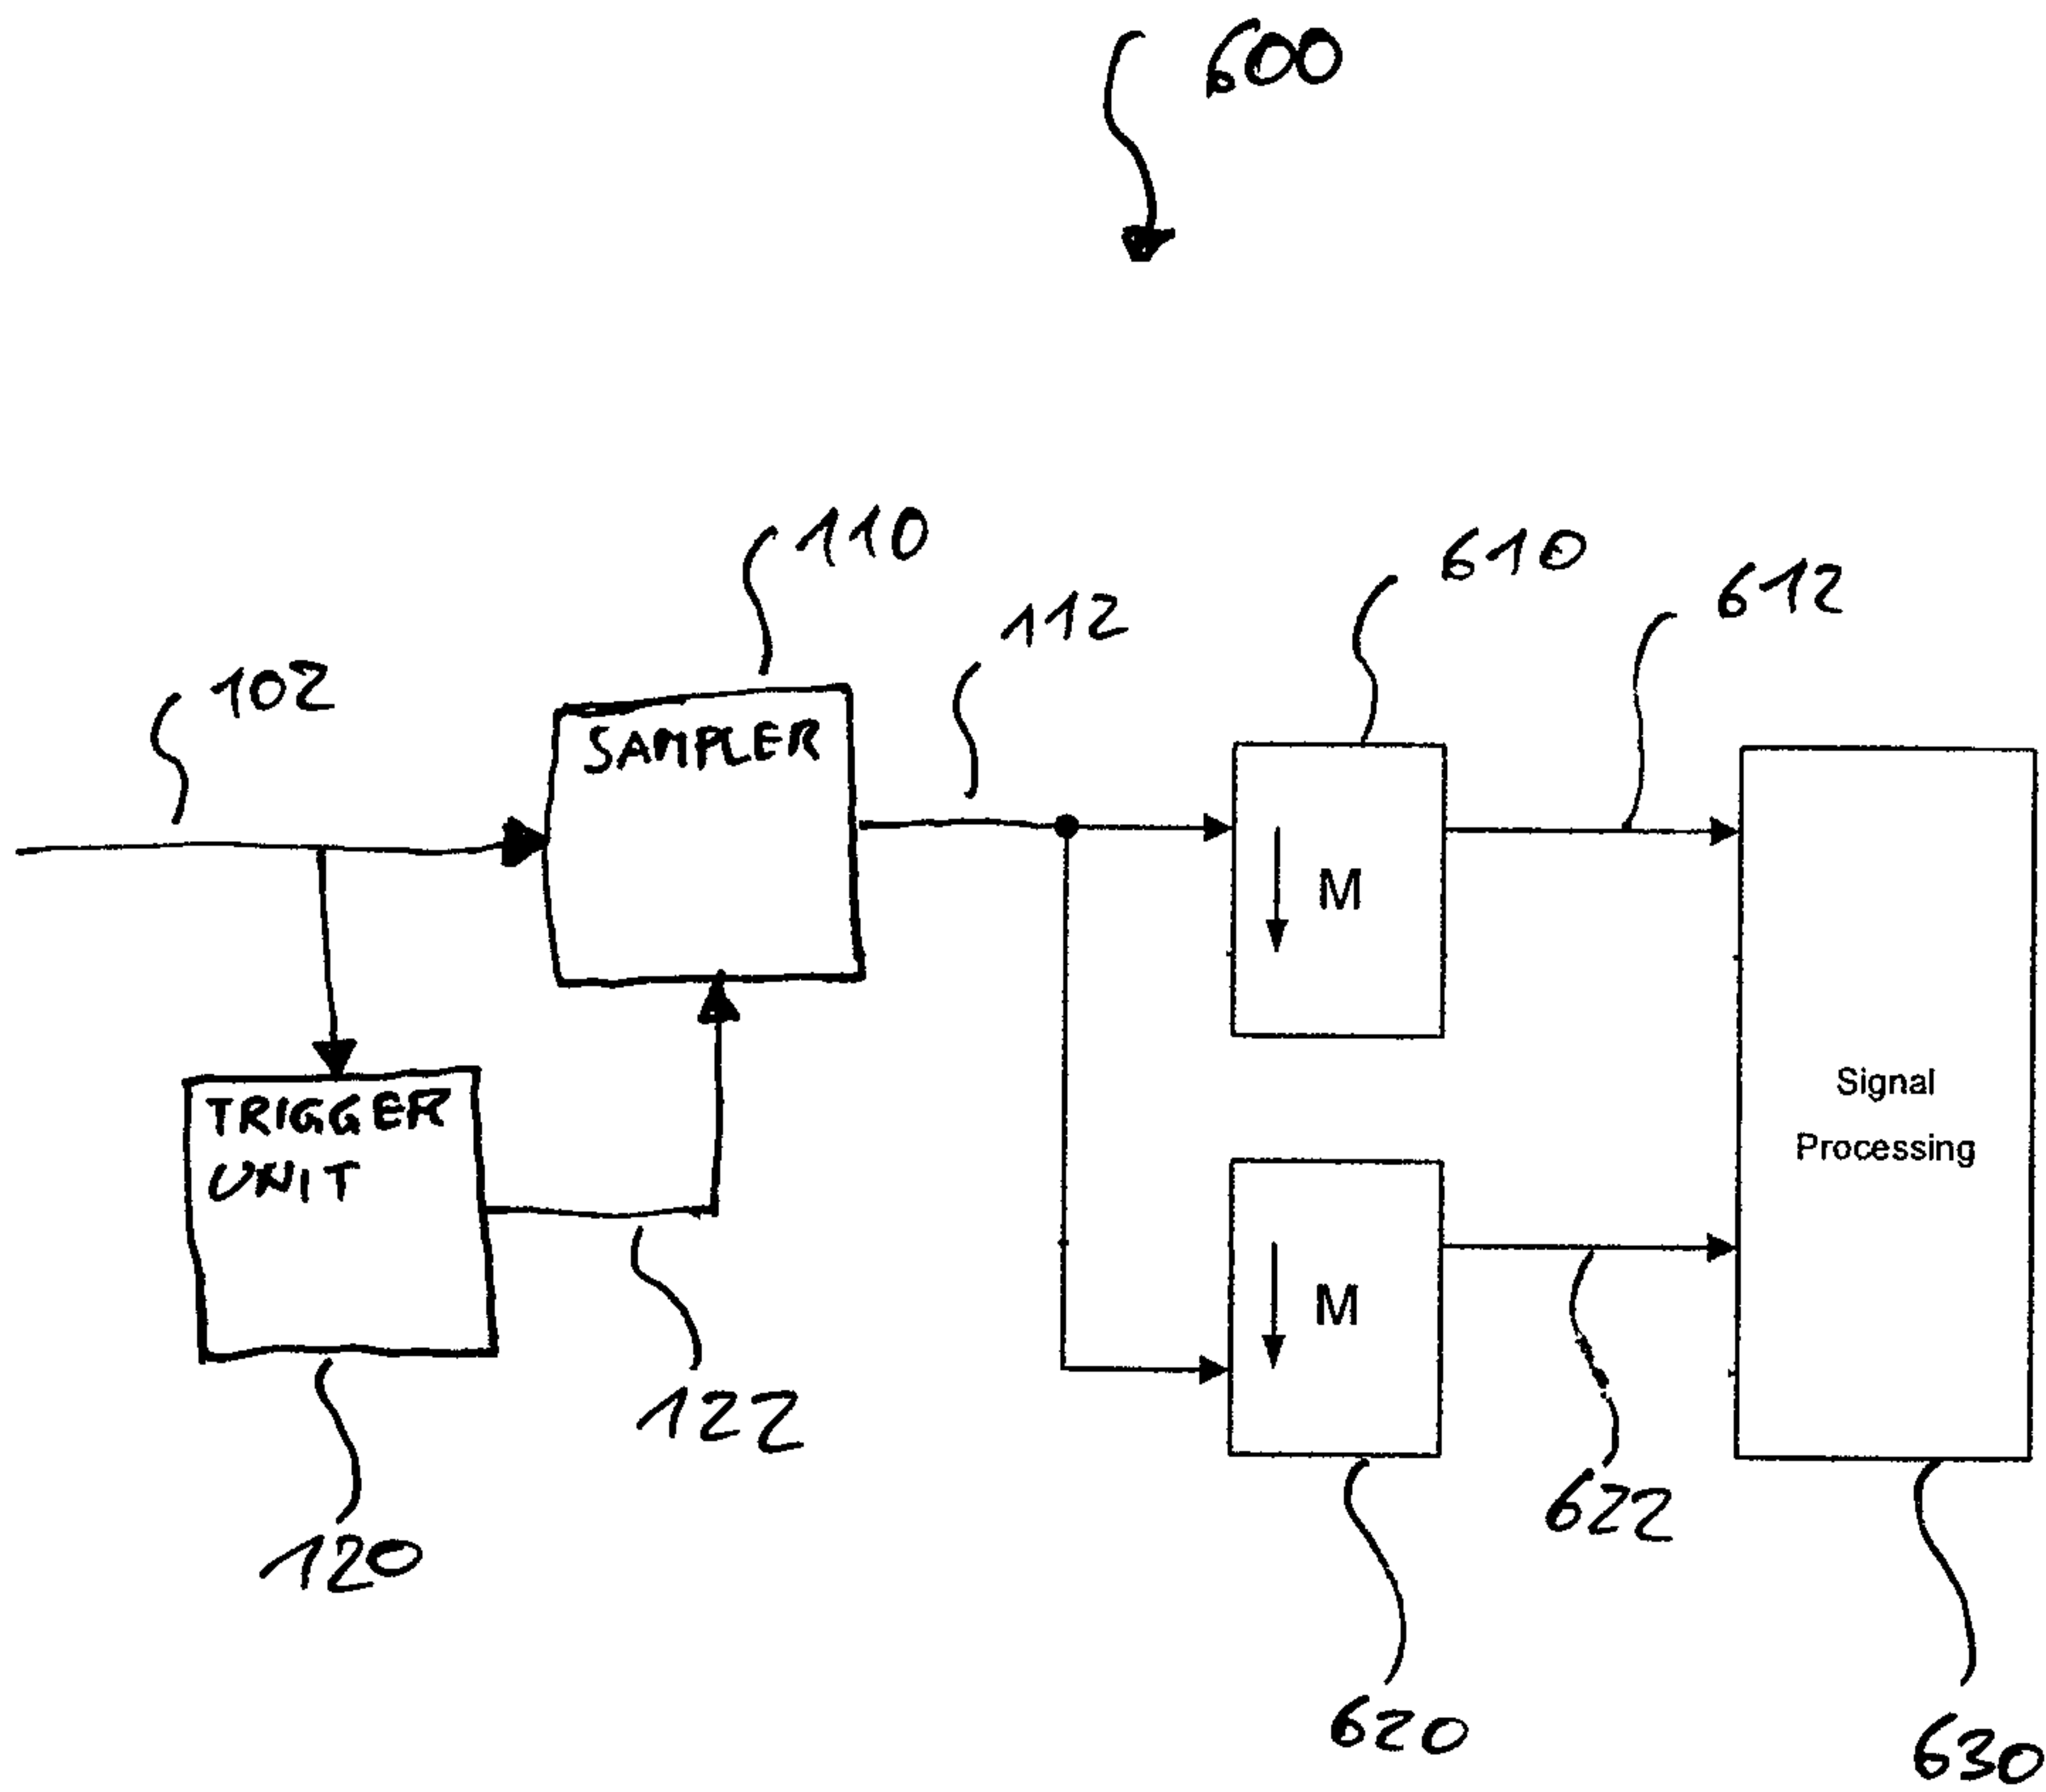 600
110
112
610
612
102
SAMPLER
M
TRIGGER
UNIT
Signal
Processing
M
122
120
622
620
630